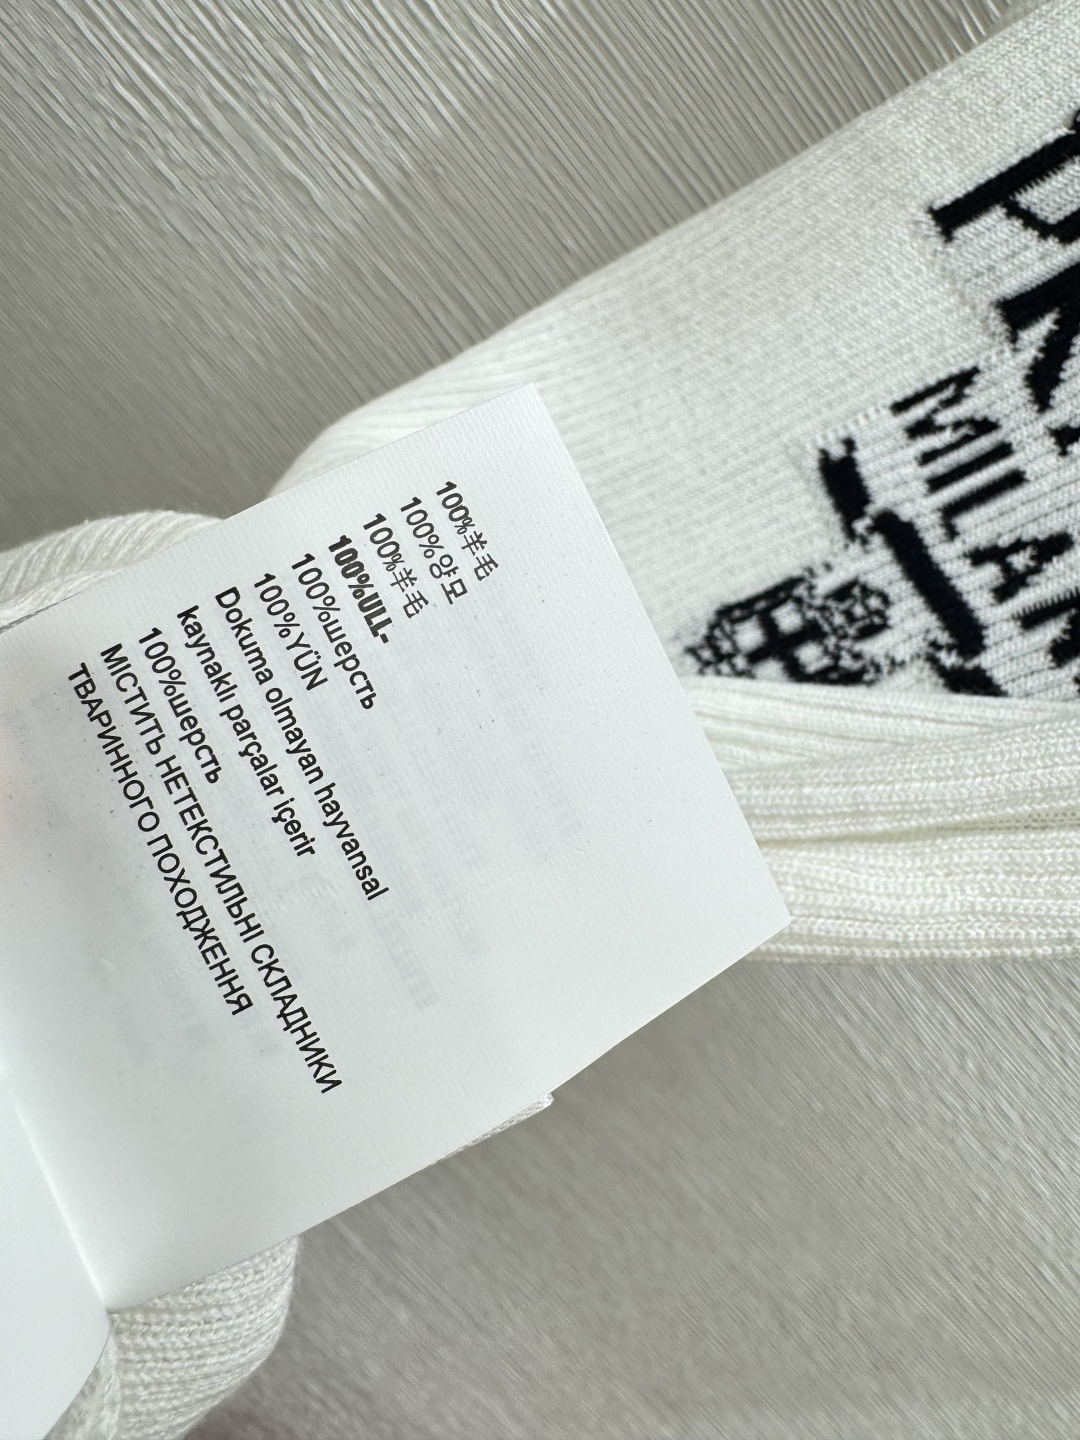 100%羊毛
100%양모
100%羊毛
100%ULL-
100%шерсть
100%YÜN
Dokuma olmayan hayvansal
kaynaklı parçalar içerir
100%шерсть
МІСТИТЬ НЕТЕКСТИЛЬНІ СКЛАДНИКИ
ТВАРИННОГО ПОХОДЖЕННЯ
MILAN